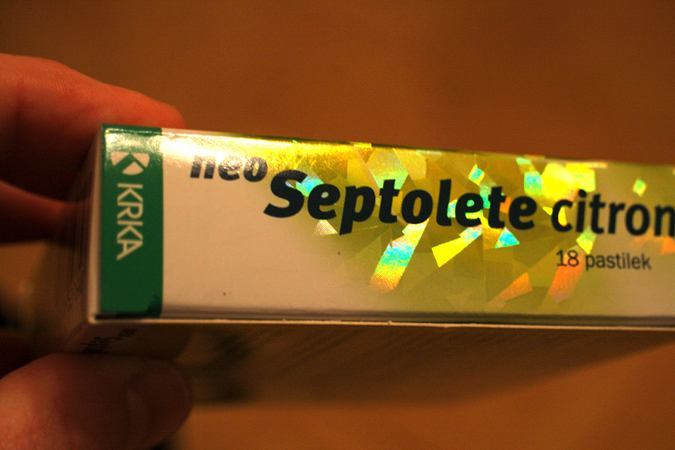 KRKA
neo Septolete citron
18 pastilek